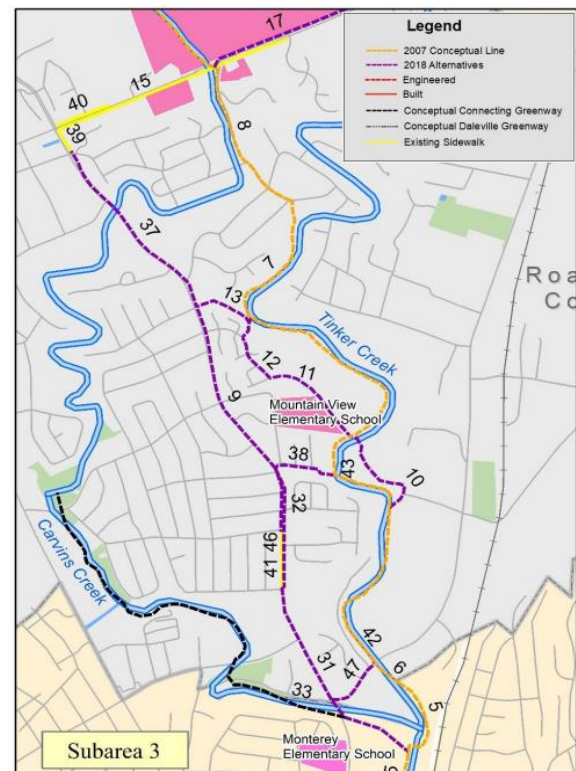 17
Legend
2007 Conceptual Line
2018 Alternatives
Engineered
Built
Conceptual Connecting Greenway
Conceptual Daleville Greenway
Existing Sidewalk
40
15
39
8
37
7
13
Roa
Co
Tinker Creek
12
11
9
Mountain View
Elementary School
38
43
10
32
41 46
Carvins Creek
42
31
47
6
33
5
Monterey
Elementary School
Subarea 3